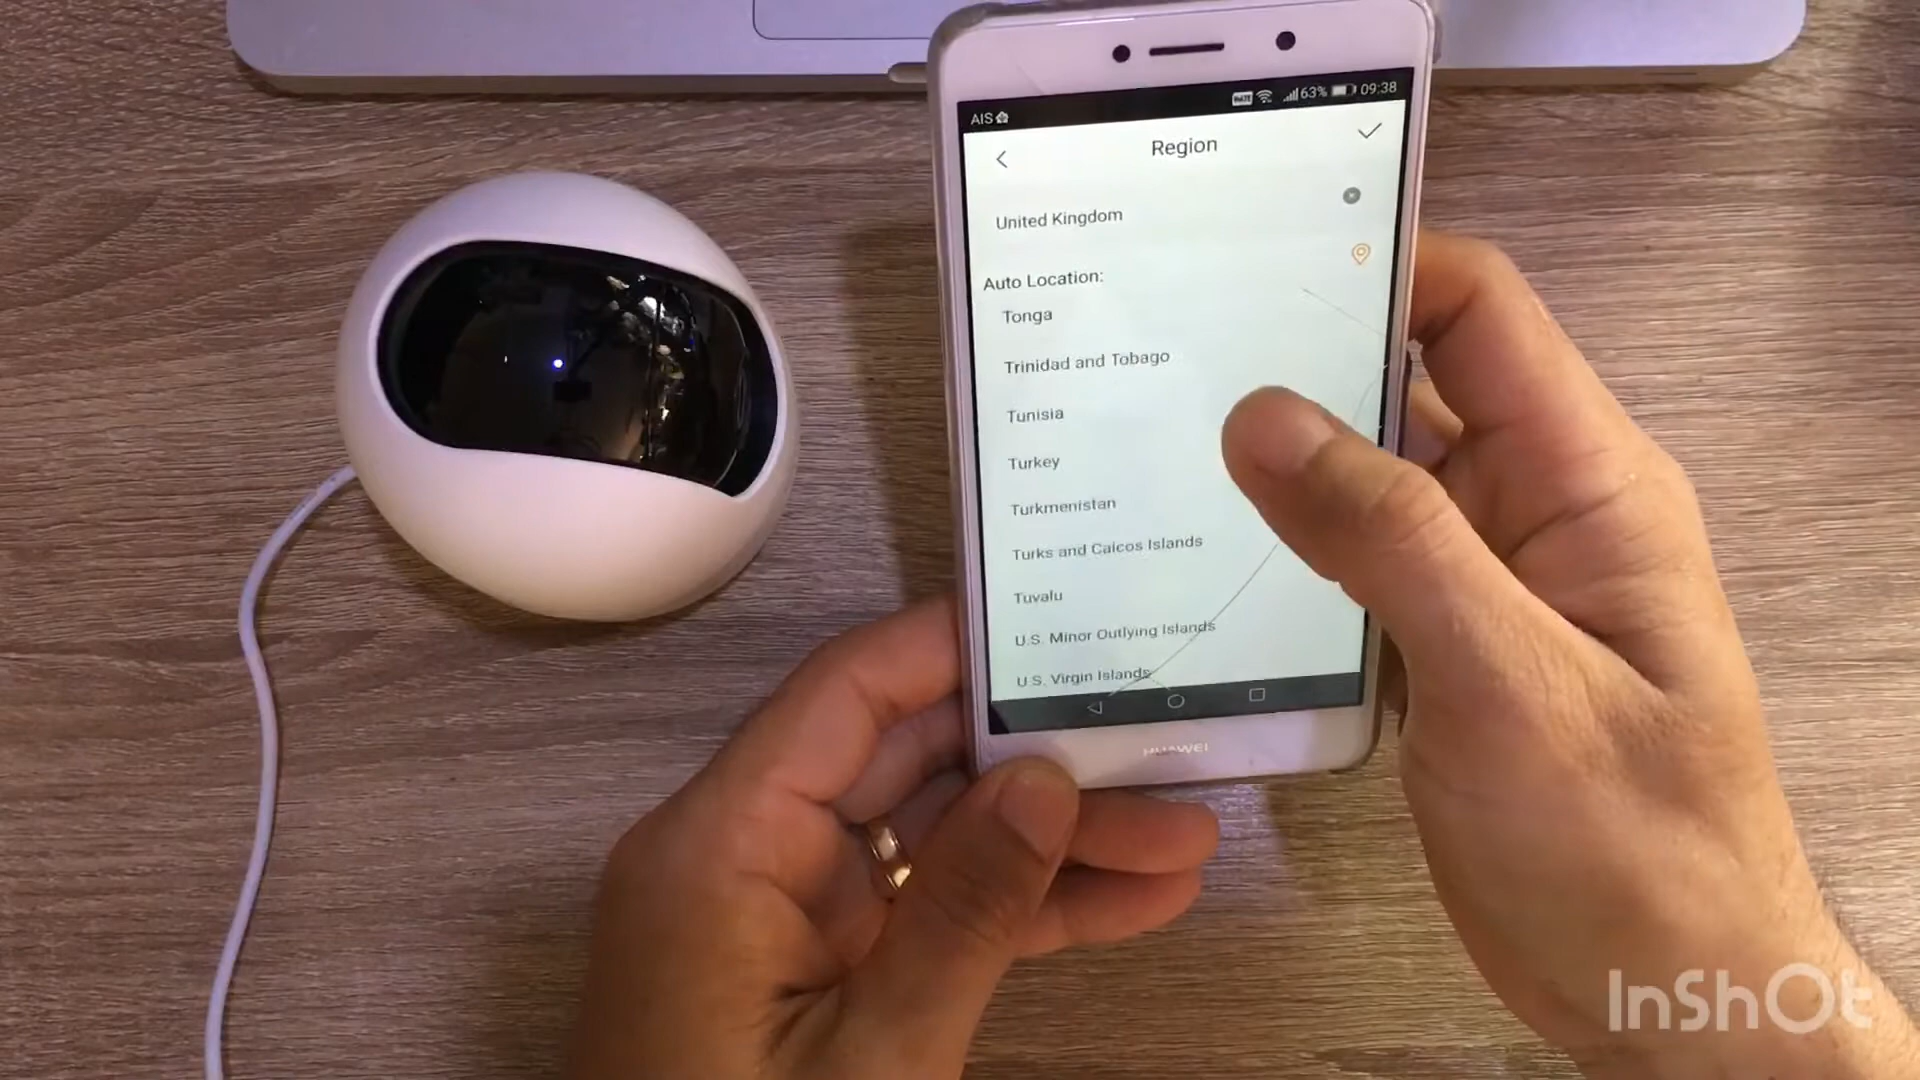 AIS 63% 09:38
Region
United Kingdom
Auto Location:
Tonga
Trinidad and Tobago
Tunisia
Turkey
Turkmenistan
Turks and Caicos Islands
Tuvalu
U.S. Minor Outlying Islands
U.S. Virgin Islands
HUAWEI
InShOt